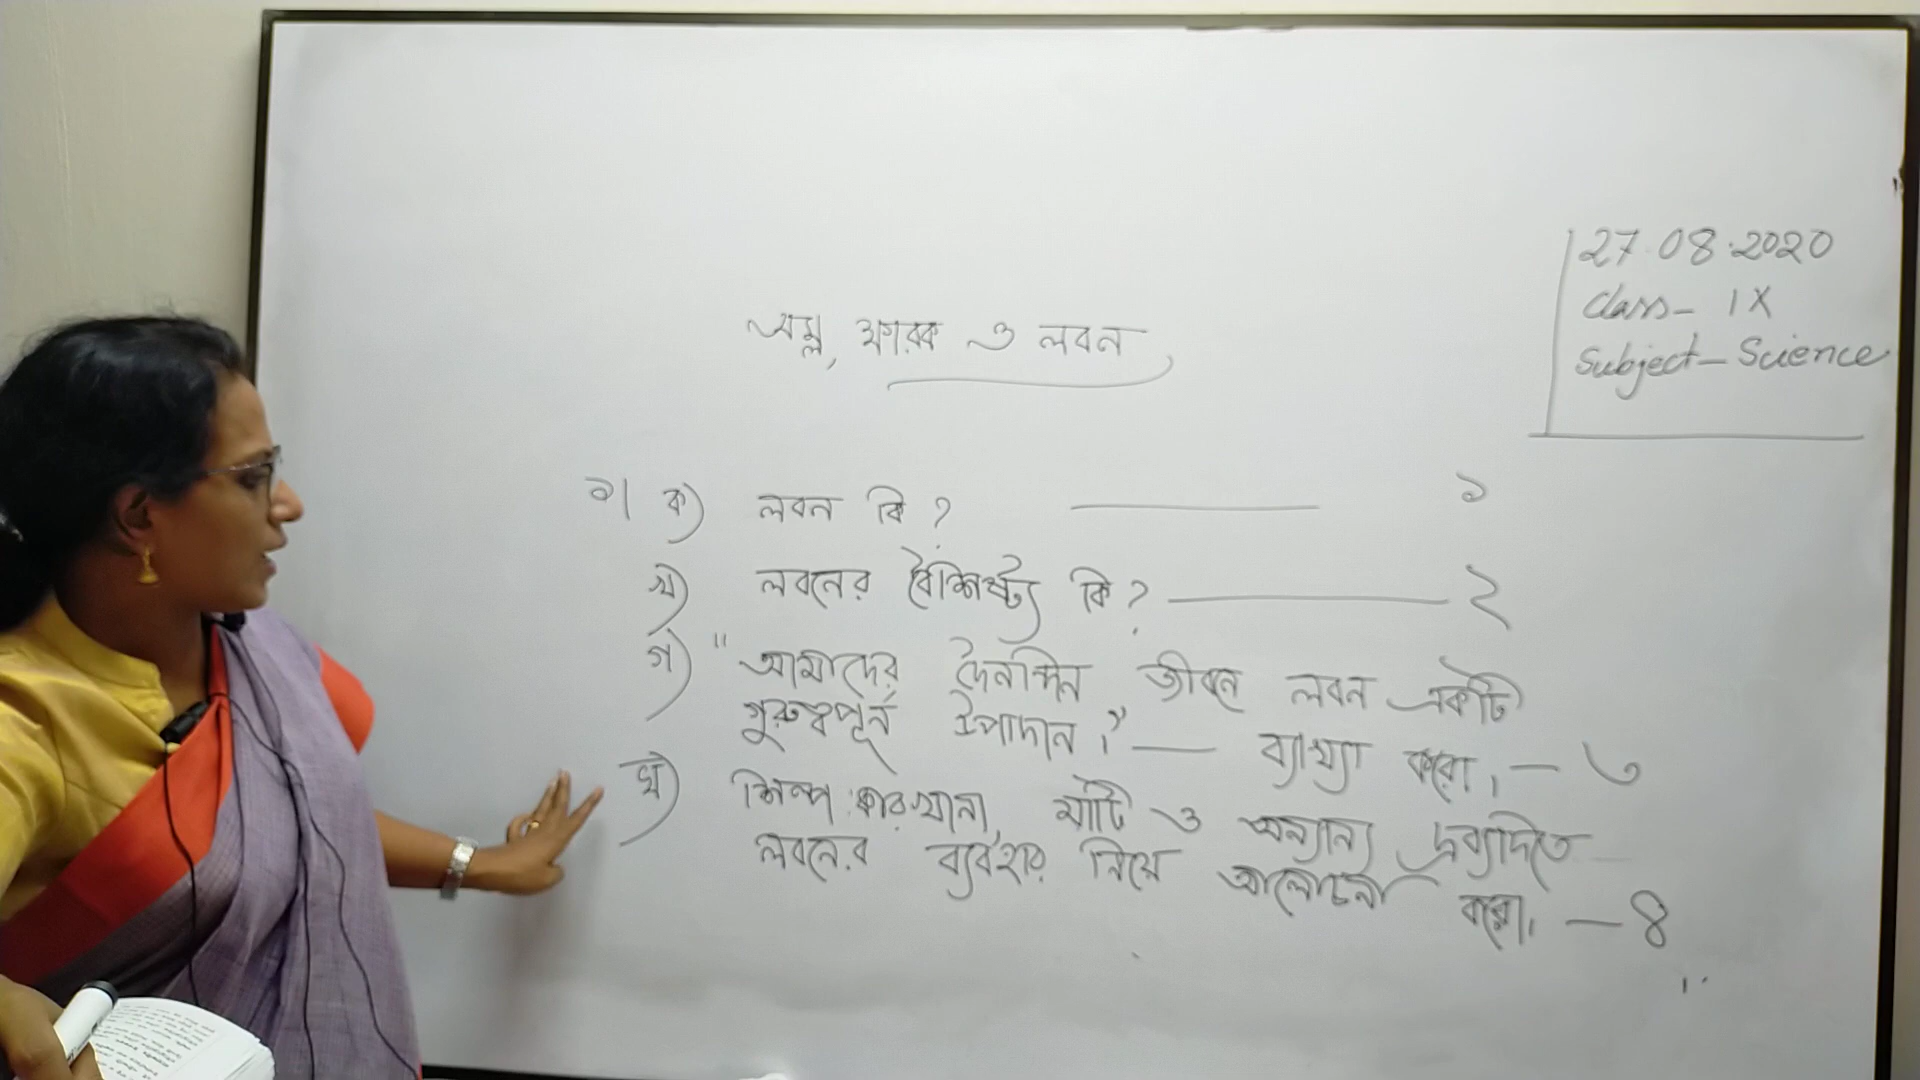 27.08.2020
Class- IX
Subject- Science
অম্ল, ক্ষারক ও লবন
১। ক) লবন কি? ১
খ) লবনের বৈশিষ্ট্য কি? ২
গ) "আমাদের দৈনন্দিন জীবনে লবন একটি
গুরুত্বপূর্ন উপাদান।" — ব্যাখ্যা করো। — ৩
ঘ) শিল্প কারখানা, মাটি ও অন্যান্য দ্রব্যাদিতে
লবনের ব্যবহার নিয়ে আলোচনা করো। — ৪